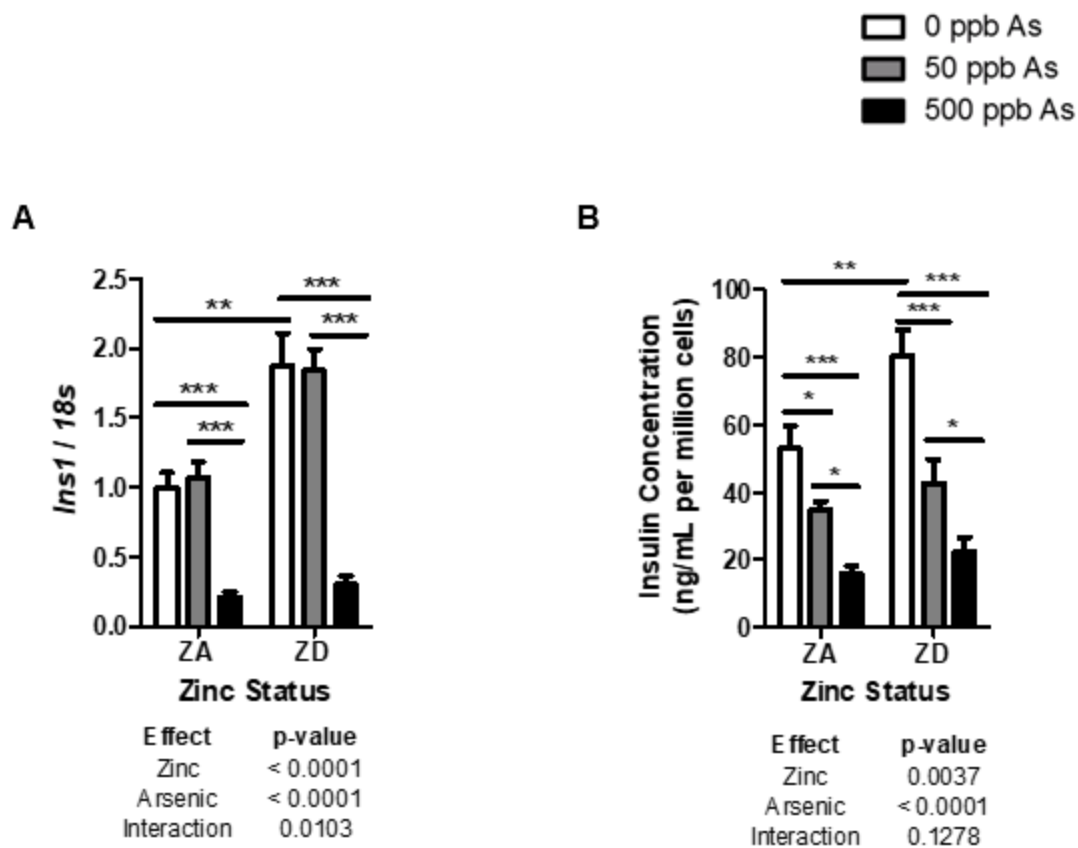 0 ppb As
50 ppb As
500 ppb As
A
Ins1 / 18s
2.5
2.0
1.5
1.0
0.5
0.0
**
***
***
***
***
ZA
ZD
Zinc Status
Effect p-value
Zinc < 0.0001
Arsenic < 0.0001
Interaction 0.0103
B
Insulin Concentration
(ng/mL per million cells)
100
80
60
40
20
0
**
***
***
***
*
*
*
ZA
ZD
Zinc Status
Effect p-value
Zinc 0.0037
Arsenic < 0.0001
Interaction 0.1278